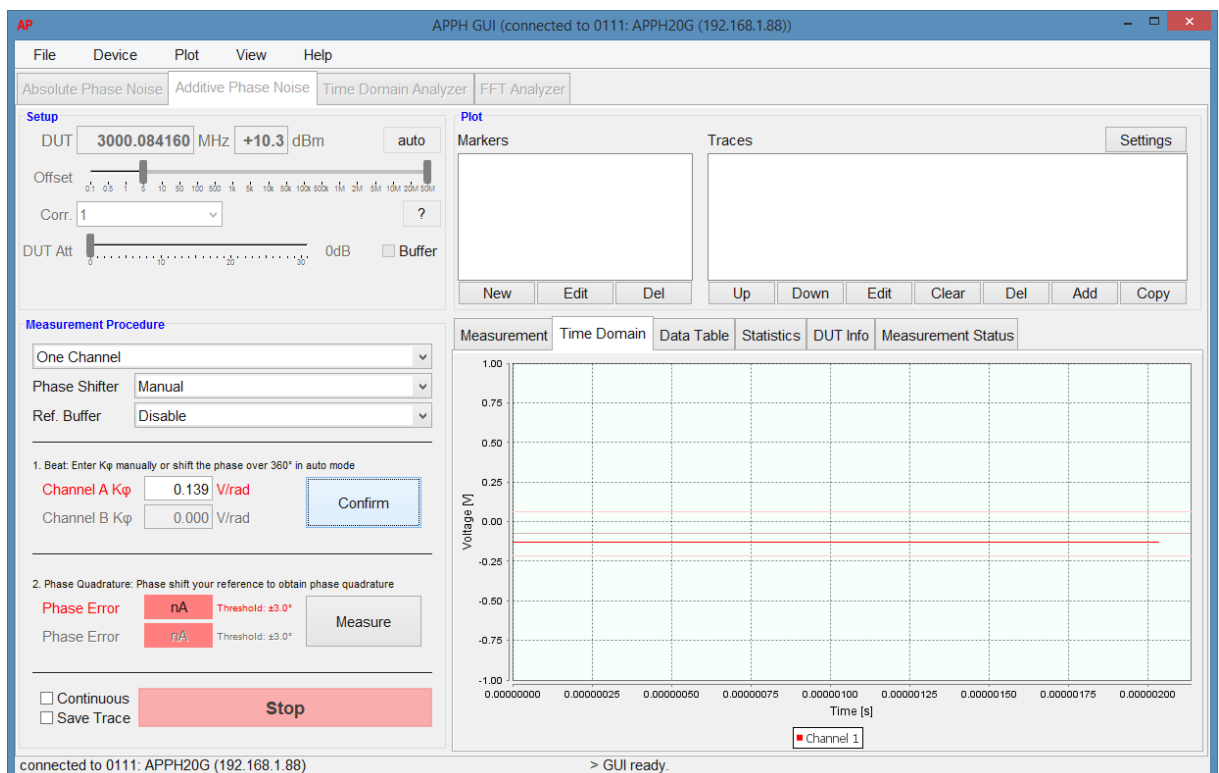 AP
APPH GUI (connected to 0111: APPH20G (192.168.1.88))
File Device Plot View Help
Absolute Phase Noise Additive Phase Noise Time Domain Analyzer FFT Analyzer
Setup
DUT 3000.084160 MHz +10.3 dBm auto
Offset
0.1 0.5 1 5 10 50 100 500 1k 5k 10k 50k 100k 500k 1M 2M 5M 10M 20M 50M
Corr. 1 ?
DUT Att 0dB Buffer
0 10 20 30
Plot
Markers Traces Settings
New Edit Del Up Down Edit Clear Del Add Copy
Measurement Procedure
One Channel
Phase Shifter Manual
Ref. Buffer Disable
1. Beat: Enter Kφ manually or shift the phase over 360° in auto mode
Channel A Kφ 0.139 V/rad Confirm
Channel B Kφ 0.000 V/rad
2. Phase Quadrature: Phase shift your reference to obtain phase quadrature
Phase Error nA Threshold: ±3.0° Measure
Phase Error nA Threshold: ±3.0°
Continuous
Save Trace
Stop
Measurement Time Domain Data Table Statistics DUT Info Measurement Status
1.00
0.75
0.50
0.25
0.00
-0.25
-0.50
-0.75
-1.00
Voltage [V]
0.00000000 0.00000025 0.00000050 0.00000075 0.00000100 0.00000125 0.00000150 0.00000175 0.00000200
Time [s]
Channel 1
connected to 0111: APPH20G (192.168.1.88) > GUI ready.